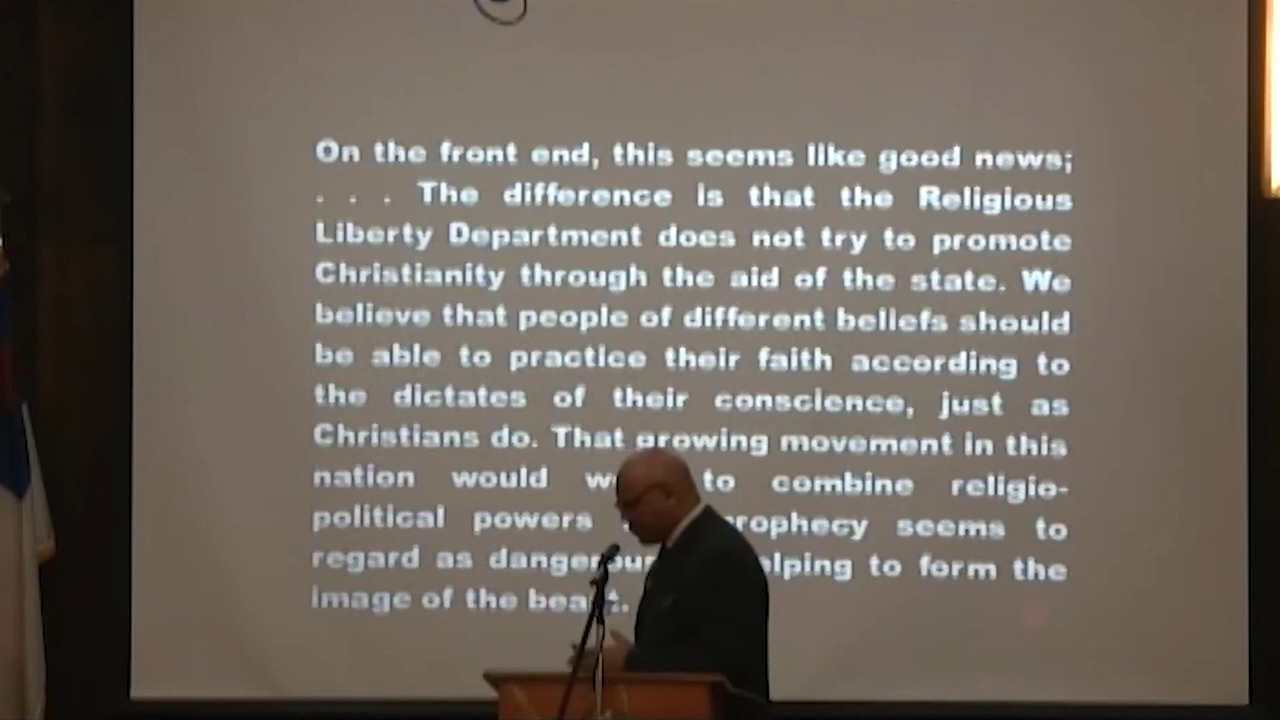 On the front end, this seems like good news;
. . . The difference is that the Religious
Liberty Department does not try to promote
Christianity through the aid of the state. We
believe that people of different beliefs should
be able to practice their faith according to
the dictates of their conscience, just as
Christians do. That growing movement in this
nation would to combine religio-
political powers prophecy seems to
regard as dangerous helping to form the
image of the beast.